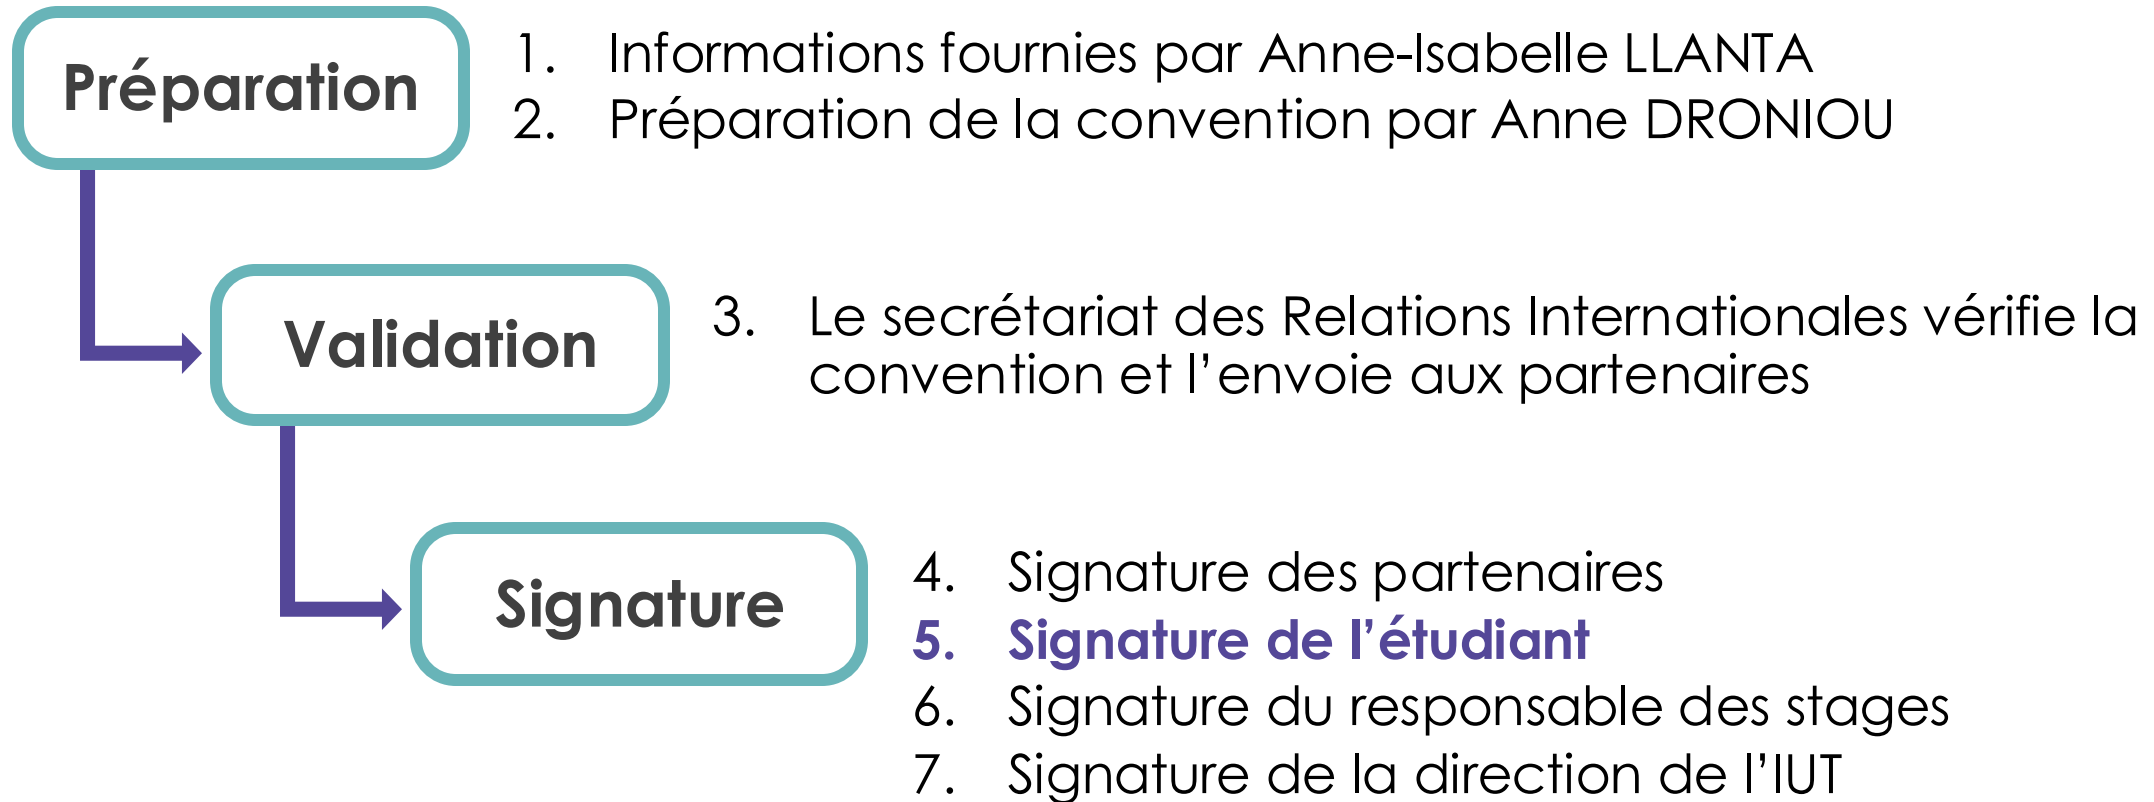 Préparation
1. Informations fournies par Anne-Isabelle LLANTA
2. Préparation de la convention par Anne DRONIOU
Validation
3. Le secrétariat des Relations Internationales vérifie la
convention et l’envoie aux partenaires
Signature
4. Signature des partenaires
5. Signature de l’étudiant
6. Signature du responsable des stages
7. Signature de la direction de l’IUT